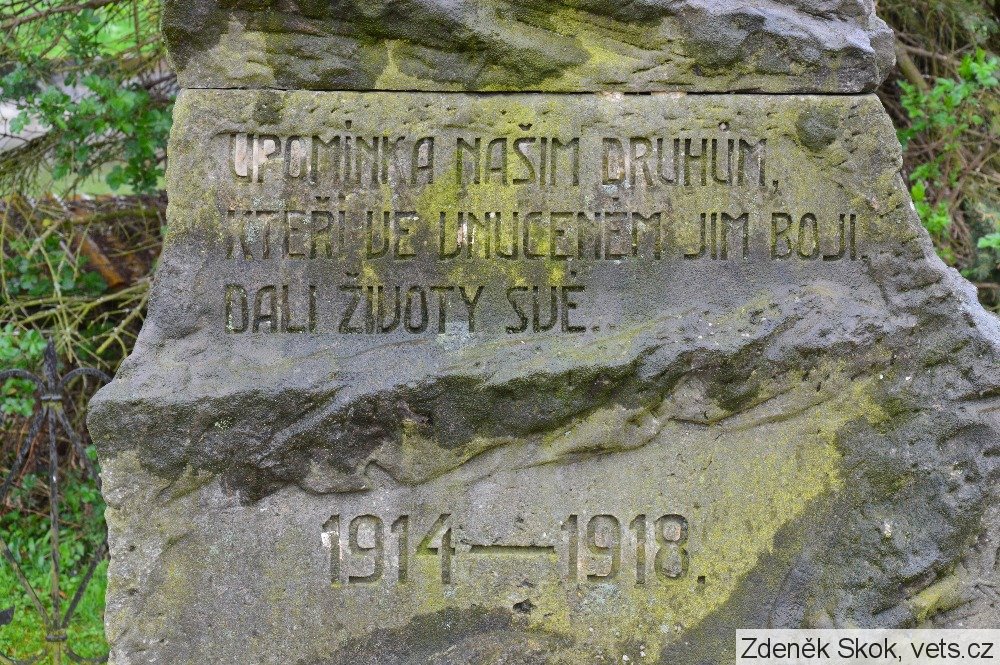 UPOMÍNKA NAŠIM DRUHŮM,
KTEŘÍ VE VNUCENÉM JIM BOJI.
DALI ŽIVOTY SVÉ.
1914 — 1918.
Zdeněk Skok, vets.cz